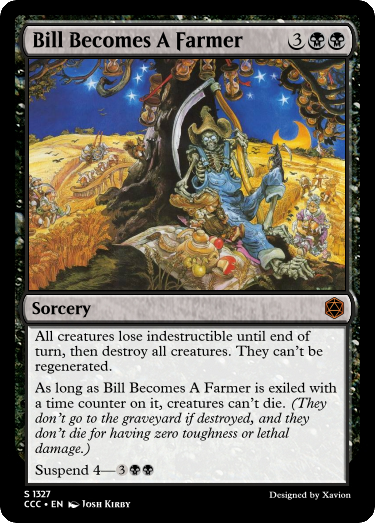 Bill Becomes A Farmer 3
Sorcery
All creatures lose indestructible until end of
turn, then destroy all creatures. They can't be
regenerated.
As long as Bill Becomes A Farmer is exiled with
a time counter on it, creatures can't die. (They
don't go to the graveyard if destroyed, and they
don't die for having zero toughness or lethal
damage.)
Suspend 4—3
S 1327
CCC • EN Josh Kirby
Designed by Xavion